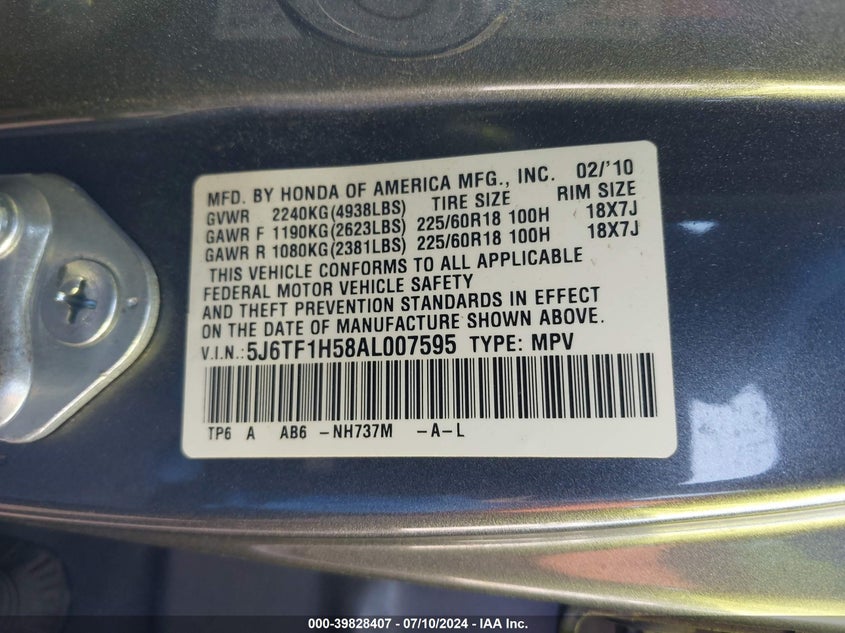 MFD. BY HONDA OF AMERICA MFG., INC. 02/'10
GVWR 2240KG(4938LBS) TIRE SIZE RIM SIZE
GAWR F 1190KG(2623LBS) 225/60R18 100H 18X7J
GAWR R 1080KG(2381LBS) 225/60R18 100H 18X7J
THIS VEHICLE CONFORMS TO ALL APPLICABLE
FEDERAL MOTOR VEHICLE SAFETY
AND THEFT PREVENTION STANDARDS IN EFFECT
ON THE DATE OF MANUFACTURE SHOWN ABOVE.
V.I.N.:5J6TF1H58AL007595 TYPE: MPV
TP6 A AB6 -NH737M -A-L
000-39828407 - 07/10/2024 - IAA Inc.